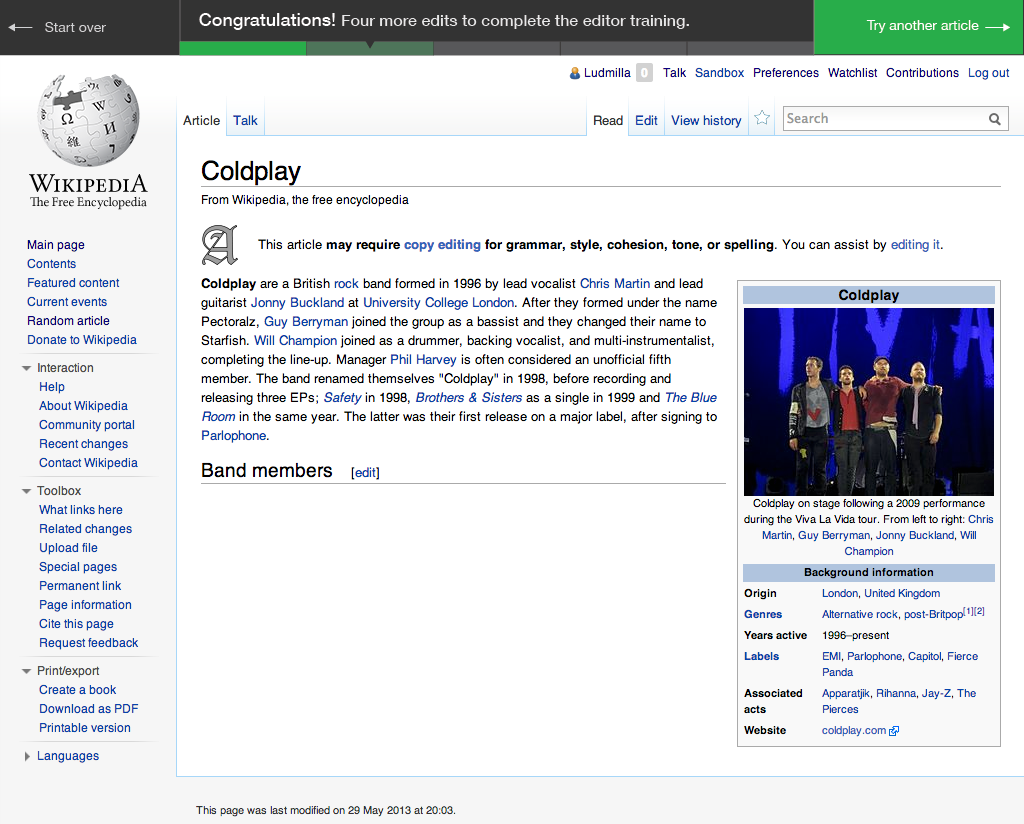 Start over
Congratulations! Four more edits to complete the editor training.
Try another article
Ludmilla 0 Talk Sandbox Preferences Watchlist Contributions Log out
Article Talk Read Edit View history Search
WIKIPEDIA
The Free Encyclopedia
Main page
Contents
Featured content
Current events
Random article
Donate to Wikipedia
Interaction
Help
About Wikipedia
Community portal
Recent changes
Contact Wikipedia
Toolbox
What links here
Related changes
Upload file
Special pages
Permanent link
Page information
Cite this page
Request feedback
Print/export
Create a book
Download as PDF
Printable version
Languages
Coldplay
From Wikipedia, the free encyclopedia
A
This article may require copy editing for grammar, style, cohesion, tone, or spelling. You can assist by editing it.
Coldplay are a British rock band formed in 1996 by lead vocalist Chris Martin and lead
guitarist Jonny Buckland at University College London. After they formed under the name
Pectoralz, Guy Berryman joined the group as a bassist and they changed their name to
Starfish. Will Champion joined as a drummer, backing vocalist, and multi-instrumentalist,
completing the line-up. Manager Phil Harvey is often considered an unofficial fifth
member. The band renamed themselves "Coldplay" in 1998, before recording and
releasing three EPs; Safety in 1998, Brothers & Sisters as a single in 1999 and The Blue
Room in the same year. The latter was their first release on a major label, after signing to
Parlophone.
Band members [edit]
Coldplay
VIVA
Coldplay on stage following a 2009 performance
during the Viva La Vida tour. From left to right: Chris
Martin, Guy Berryman, Jonny Buckland, Will
Champion
Background information
Origin London, United Kingdom
Genres Alternative rock, post-Britpop[1][2]
Years active 1996–present
Labels EMI, Parlophone, Capitol, Fierce
Panda
Associated Apparatjik, Rihanna, Jay-Z, The
acts Pierces
Website coldplay.com
This page was last modified on 29 May 2013 at 20:03.